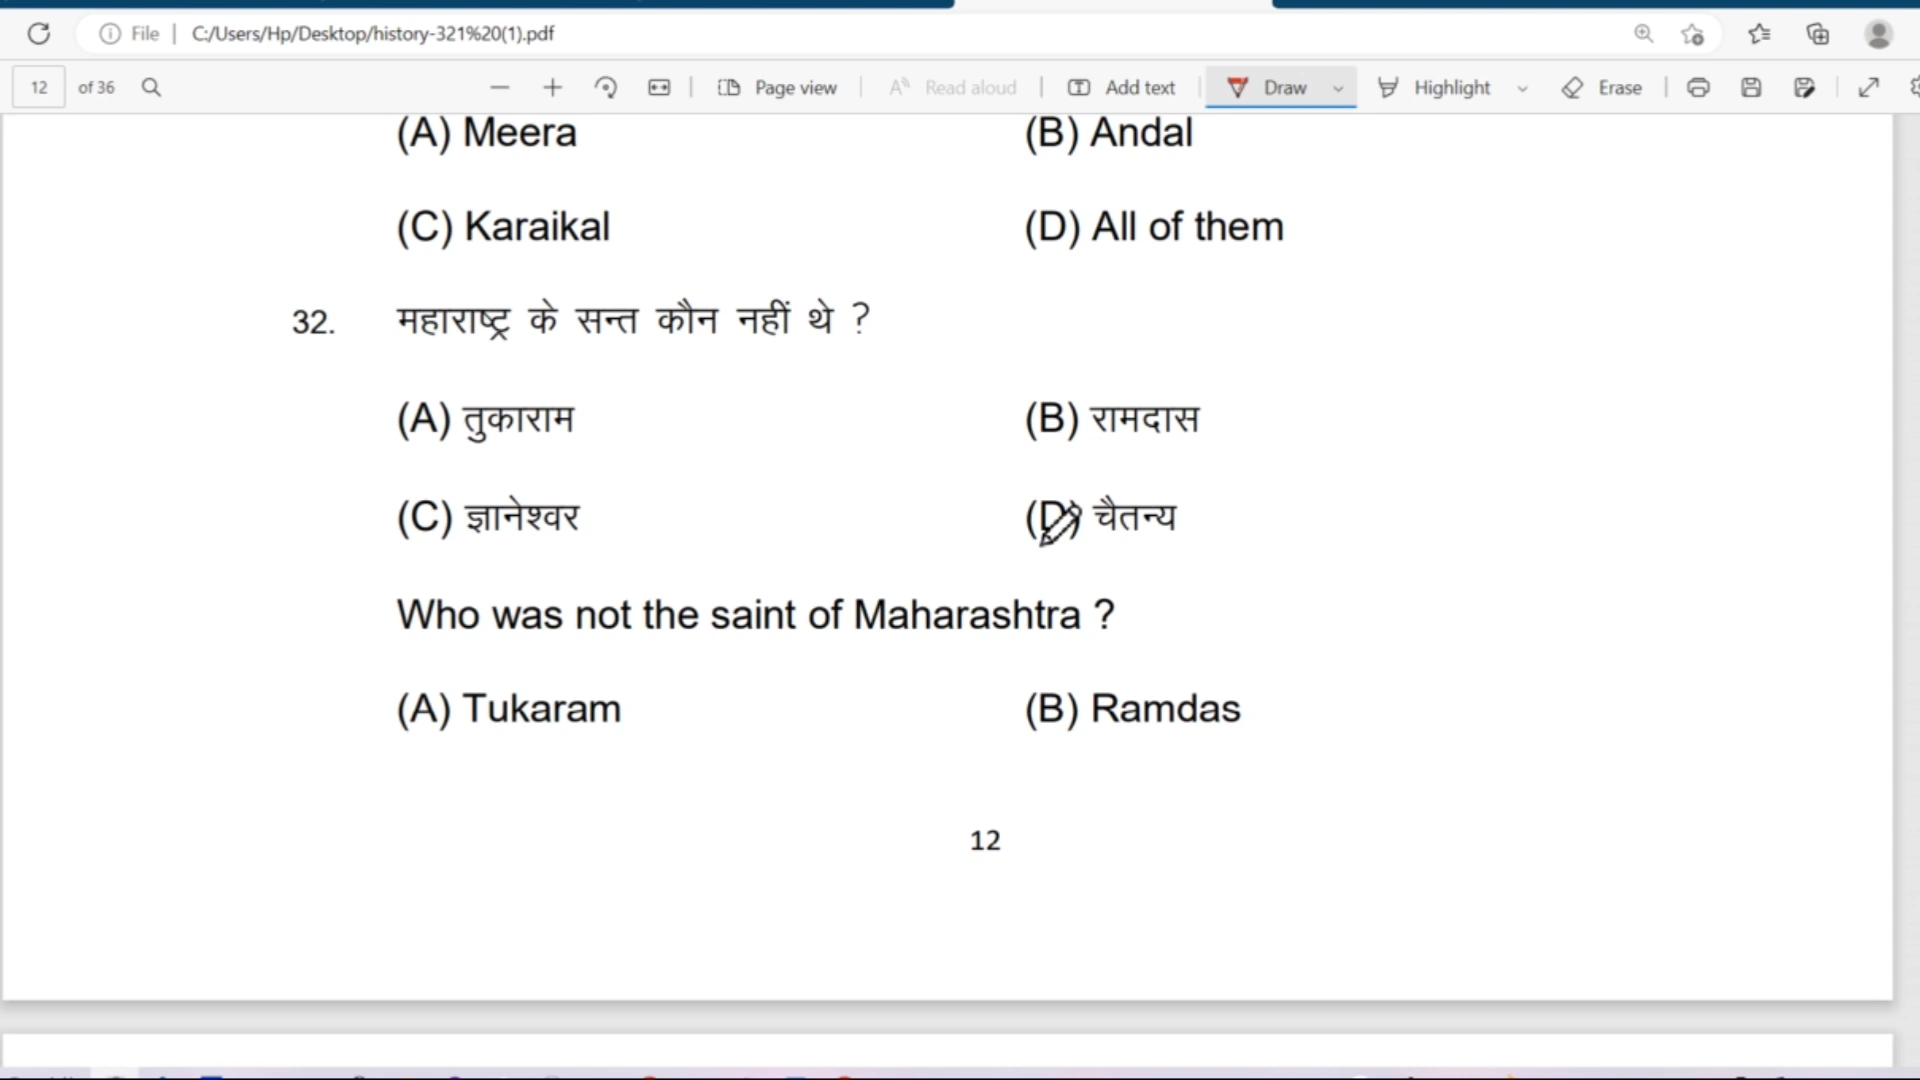 File | C:/Users/Hp/Desktop/history-321%20(1).pdf
12 of 36 Page view Read aloud Add text Draw Highlight Erase
(A) Meera (B) Andal
(C) Karaikal (D) All of them
32. महाराष्ट्र के सन्त कौन नहीं थे ?
(A) तुकाराम (B) रामदास
(C) ज्ञानेश्वर (D) चैतन्य
Who was not the saint of Maharashtra ?
(A) Tukaram (B) Ramdas
12